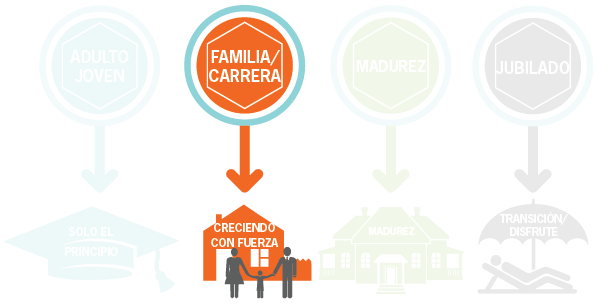 ADULTO
JOVEN
FAMILIA/
CARRERA
MADUREZ
JUBILADO
SOLO EL
PRINCIPIO
CRECIENDO
CON FUERZA
MADUREZ
TRANSICIÓN/
DISFRUTE